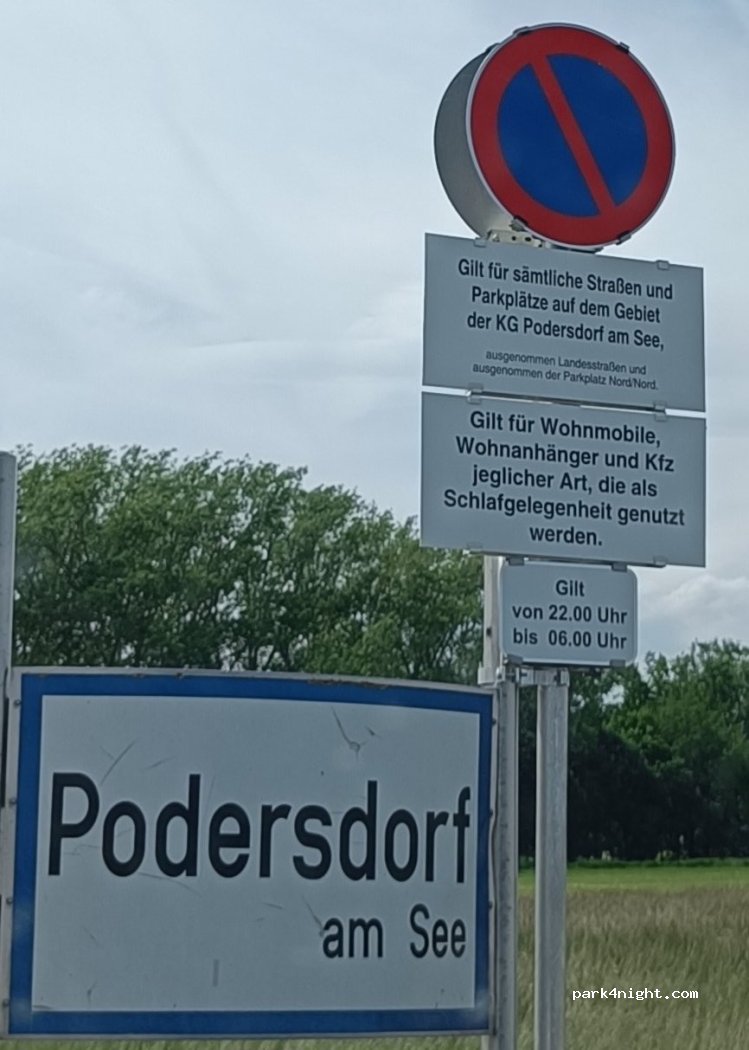 Gilt für sämtliche Straßen und
Parkplätze auf dem Gebiet
der KG Podersdorf am See,
ausgenommen Landesstraßen und
ausgenommen der Parkplatz Nord/Nord.
Gilt für Wohnmobile,
Wohnanhänger und Kfz
jeglicher Art, die als
Schlafgelegenheit genutzt
werden.
Gilt
von 22.00 Uhr
bis 06.00 Uhr
Podersdorf
am See
park4night.com